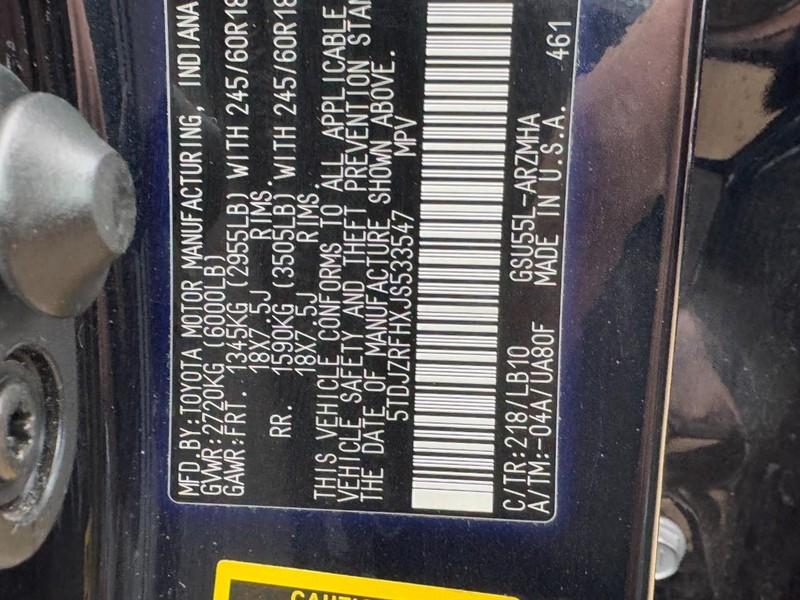 MFD.BY:TOYOTA MOTOR MANUFACTURING, INDIANA
GVWR:2720KG (6000LB)
GAWR:FRT. 1345KG (2955LB) WITH 245/60R18
18X7.5J RIMS.
RR. 1590KG (3505LB) WITH 245/60R18
18X7.5J RIMS.
THIS VEHICLE CONFORMS TO ALL APPLICABLE
VEHICLE SAFETY AND THEFT PREVENTION STAN
THE DATE OF MANUFACTURE SHOWN ABOVE.
5TDJZRFHXJS533547 MPV
461
C/TR:218/LB10 GSU55L-ARZMHA
A/TM:-04A/UA80F MADE IN U.S.A.